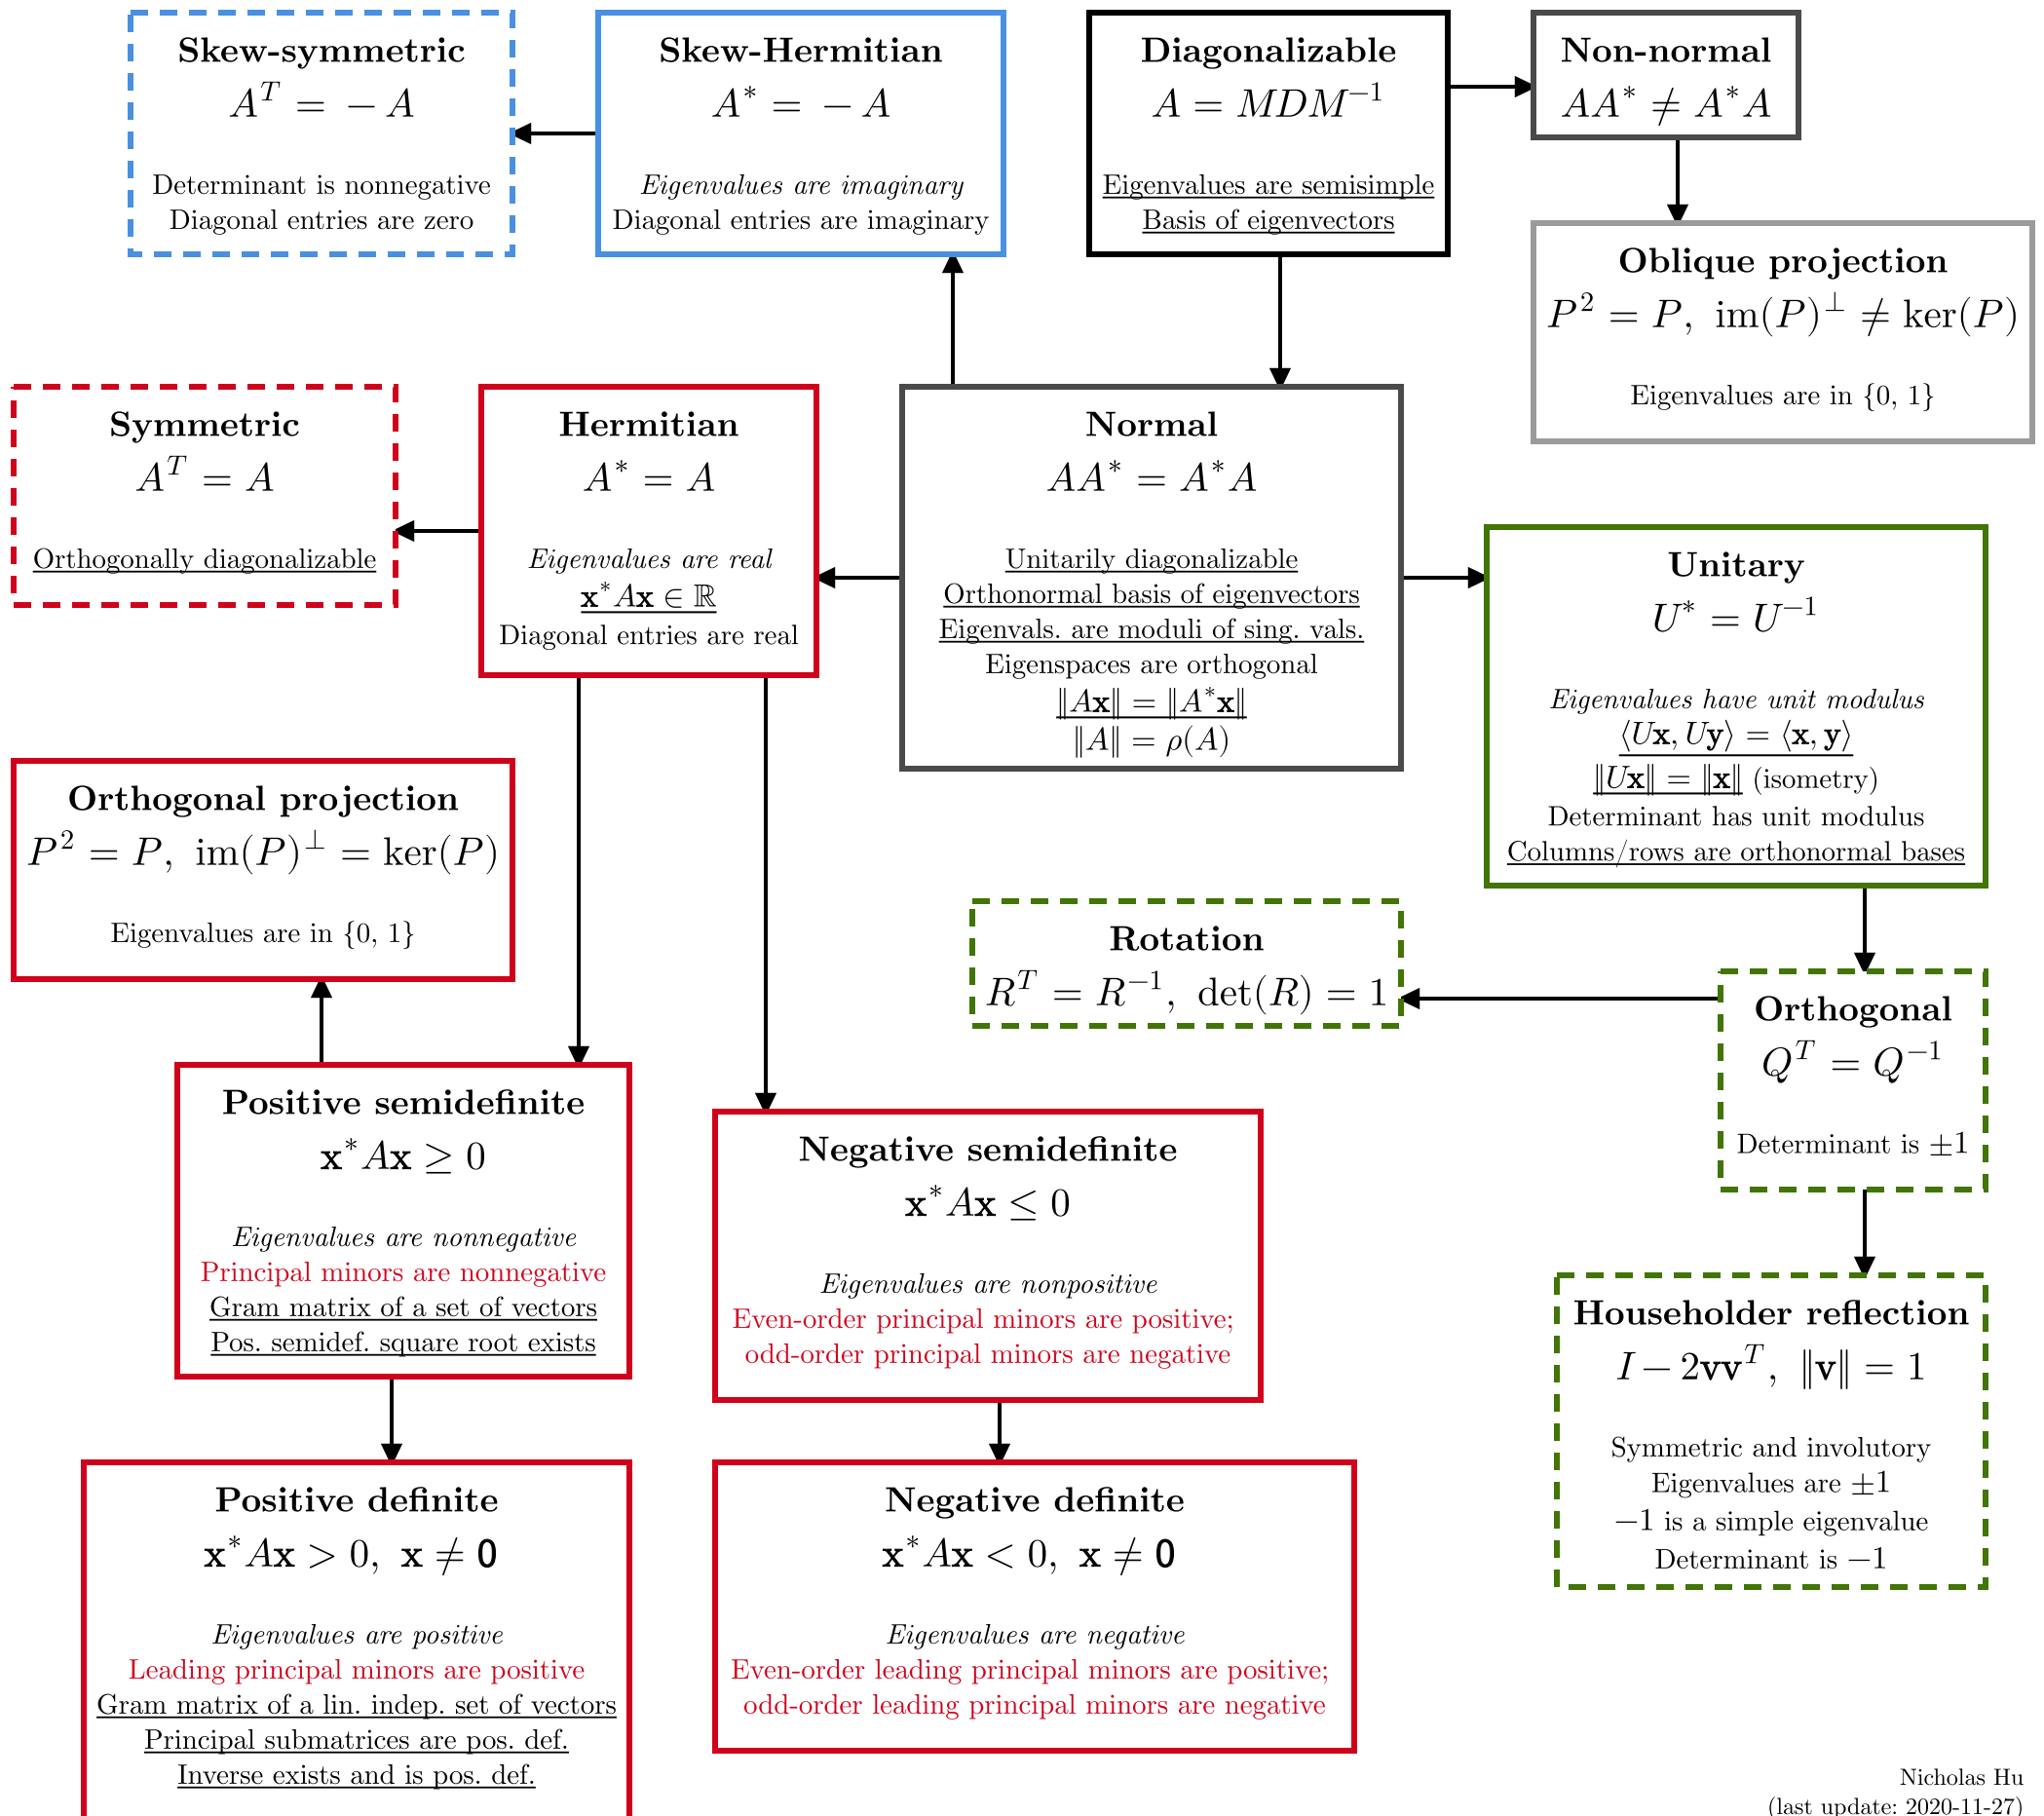 Skew-symmetric
A^T = −A
Determinant is nonnegative
Diagonal entries are zero
Skew-Hermitian
A* = −A
Eigenvalues are imaginary
Diagonal entries are imaginary
Diagonalizable
A = MDM^−1
Eigenvalues are semisimple
Basis of eigenvectors
Non-normal
AA* ≠ A*A
Oblique projection
P^2 = P, im(P)^⊥ ≠ ker(P)
Eigenvalues are in {0, 1}
Symmetric
A^T = A
Orthogonally diagonalizable
Hermitian
A* = A
Eigenvalues are real
x*Ax ∈ ℝ
Diagonal entries are real
Normal
AA* = A*A
Unitarily diagonalizable
Orthonormal basis of eigenvectors
Eigenvals. are moduli of sing. vals.
Eigenspaces are orthogonal
‖Ax‖ = ‖A*x‖
‖A‖ = ρ(A)
Unitary
U* = U^−1
Eigenvalues have unit modulus
⟨Ux, Uy⟩ = ⟨x, y⟩
‖Ux‖ = ‖x‖ (isometry)
Determinant has unit modulus
Columns/rows are orthonormal bases
Orthogonal projection
P^2 = P, im(P)^⊥ = ker(P)
Eigenvalues are in {0, 1}
Rotation
R^T = R^−1, det(R) = 1
Orthogonal
Q^T = Q^−1
Determinant is ±1
Positive semidefinite
x*Ax ≥ 0
Eigenvalues are nonnegative
Principal minors are nonnegative
Gram matrix of a set of vectors
Pos. semidef. square root exists
Negative semidefinite
x*Ax ≤ 0
Eigenvalues are nonpositive
Even-order principal minors are positive;
odd-order principal minors are negative
Householder reflection
I − 2vv^T, ‖v‖ = 1
Symmetric and involutory
Eigenvalues are ±1
−1 is a simple eigenvalue
Determinant is −1
Positive definite
x*Ax > 0, x ≠ 0
Eigenvalues are positive
Leading principal minors are positive
Gram matrix of a lin. indep. set of vectors
Principal submatrices are pos. def.
Inverse exists and is pos. def.
Negative definite
x*Ax < 0, x ≠ 0
Eigenvalues are negative
Even-order leading principal minors are positive;
odd-order leading principal minors are negative
Nicholas Hu
(last update: 2020-11-27)